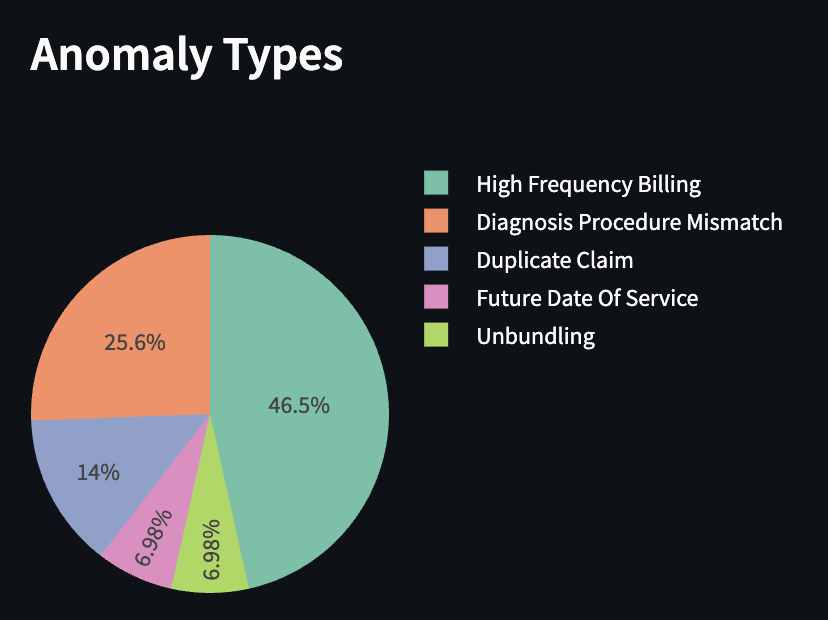 Anomaly Types
High Frequency Billing
Diagnosis Procedure Mismatch
Duplicate Claim
Future Date Of Service
Unbundling
25.6%
46.5%
14%
6.98%
6.98%